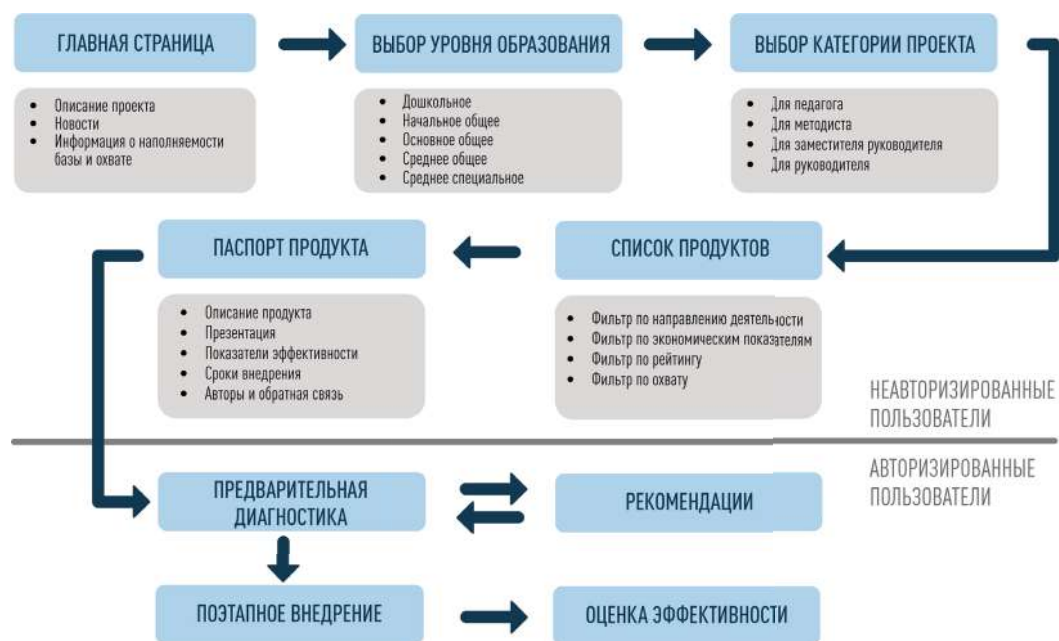 ГЛАВНАЯ СТРАНИЦА
• Описание проекта
• Новости
• Информация о наполняемости
базы и охвате
ВЫБОР УРОВНЯ ОБРАЗОВАНИЯ
• Дошкольное
• Начальное общее
• Основное общее
• Среднее общее
• Среднее специальное
ВЫБОР КАТЕГОРИИ ПРОЕКТА
• Для педагога
• Для методиста
• Для заместителя руководителя
• Для руководителя
ПАСПОРТ ПРОДУКТА
• Описание продукта
• Презентация
• Показатели эффективности
• Сроки внедрения
• Авторы и обратная связь
СПИСОК ПРОДУКТОВ
• Фильтр по направлению деятельности
• Фильтр по экономическим показателям
• Фильтр по рейтингу
• Фильтр по охвату
НЕАВТОРИЗИРОВАННЫЕ
ПОЛЬЗОВАТЕЛИ
АВТОРИЗИРОВАННЫЕ
ПОЛЬЗОВАТЕЛИ
ПРЕДВАРИТЕЛЬНАЯ
ДИАГНОСТИКА
РЕКОМЕНДАЦИИ
ПОЭТАПНОЕ ВНЕДРЕНИЕ
ОЦЕНКА ЭФФЕКТИВНОСТИ